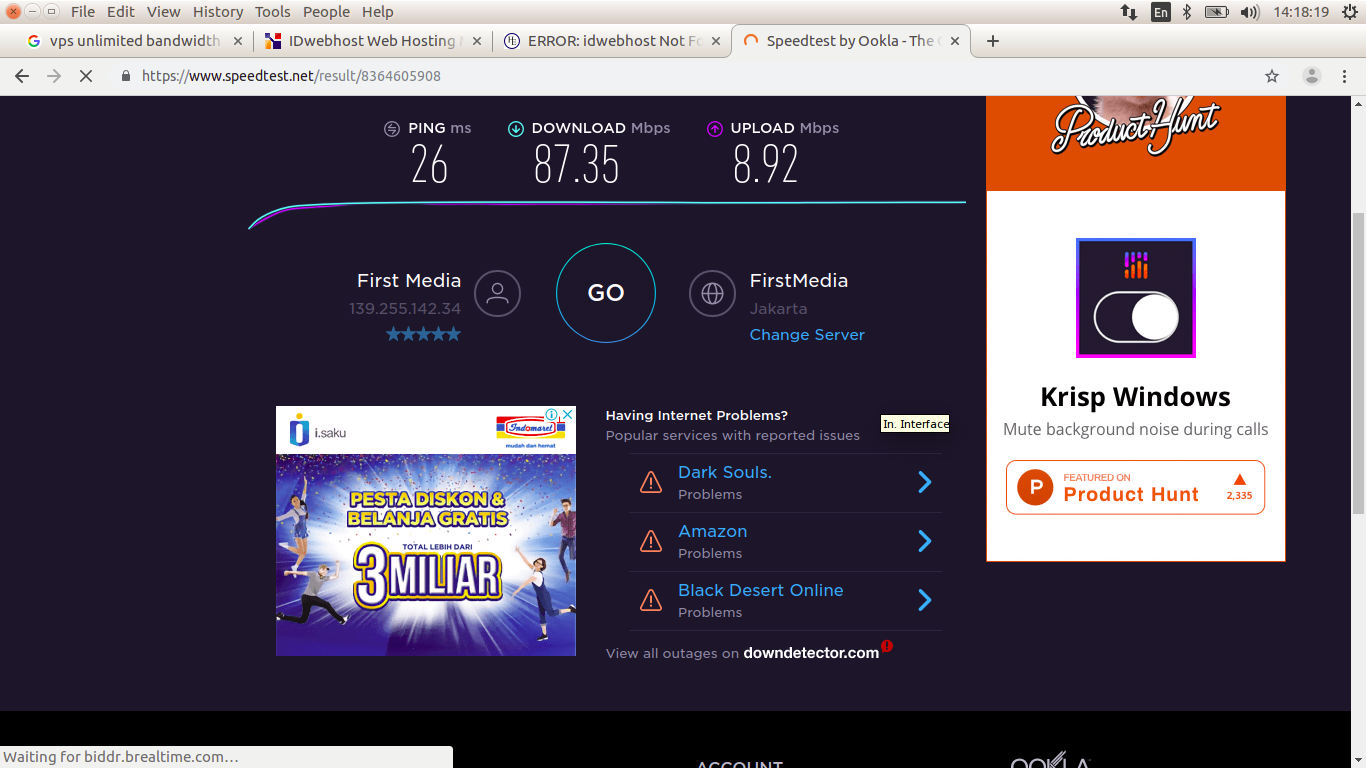 File Edit View History Tools People Help
En
14:18:19
vps unlimited bandwidth
IDwebhost Web Hosting
ERROR: idwebhost Not Fo
Speedtest by Ookla - The
https://www.speedtest.net/result/8364605908
PING ms
DOWNLOAD Mbps
UPLOAD Mbps
26
87.35
8.92
First Media
139.255.142.34
GO
FirstMedia
Jakarta
Change Server
i.saku
Indomaret
mudah dan hemat
PESTA DISKON &
BELANJA GRATIS
TOTAL LEBIH DARI
3 MILIAR
Having Internet Problems?
Popular services with reported issues
In. Interface
Dark Souls.
Problems
Amazon
Problems
Black Desert Online
Problems
View all outages on downdetector.com
Product Hunt
Krisp Windows
Mute background noise during calls
P
FEATURED ON
Product Hunt
2,335
Waiting for biddr.brealtime.com…
ACCOUNT
OOKLA